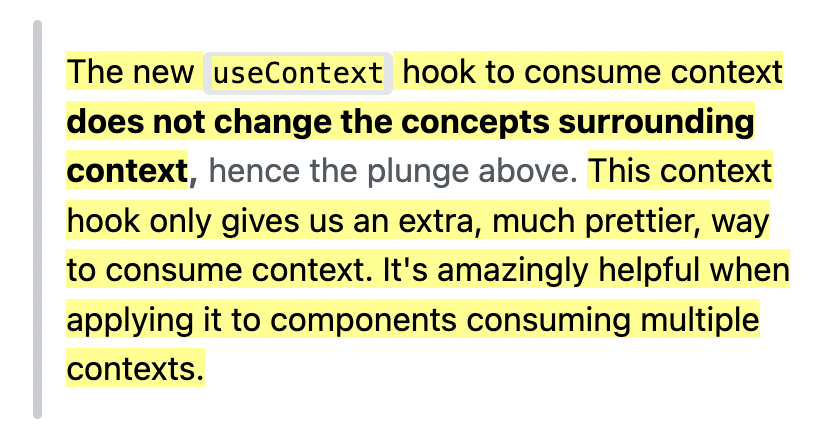 The new useContext hook to consume context
does not change the concepts surrounding
context, hence the plunge above. This context
hook only gives us an extra, much prettier, way
to consume context. It's amazingly helpful when
applying it to components consuming multiple
contexts.